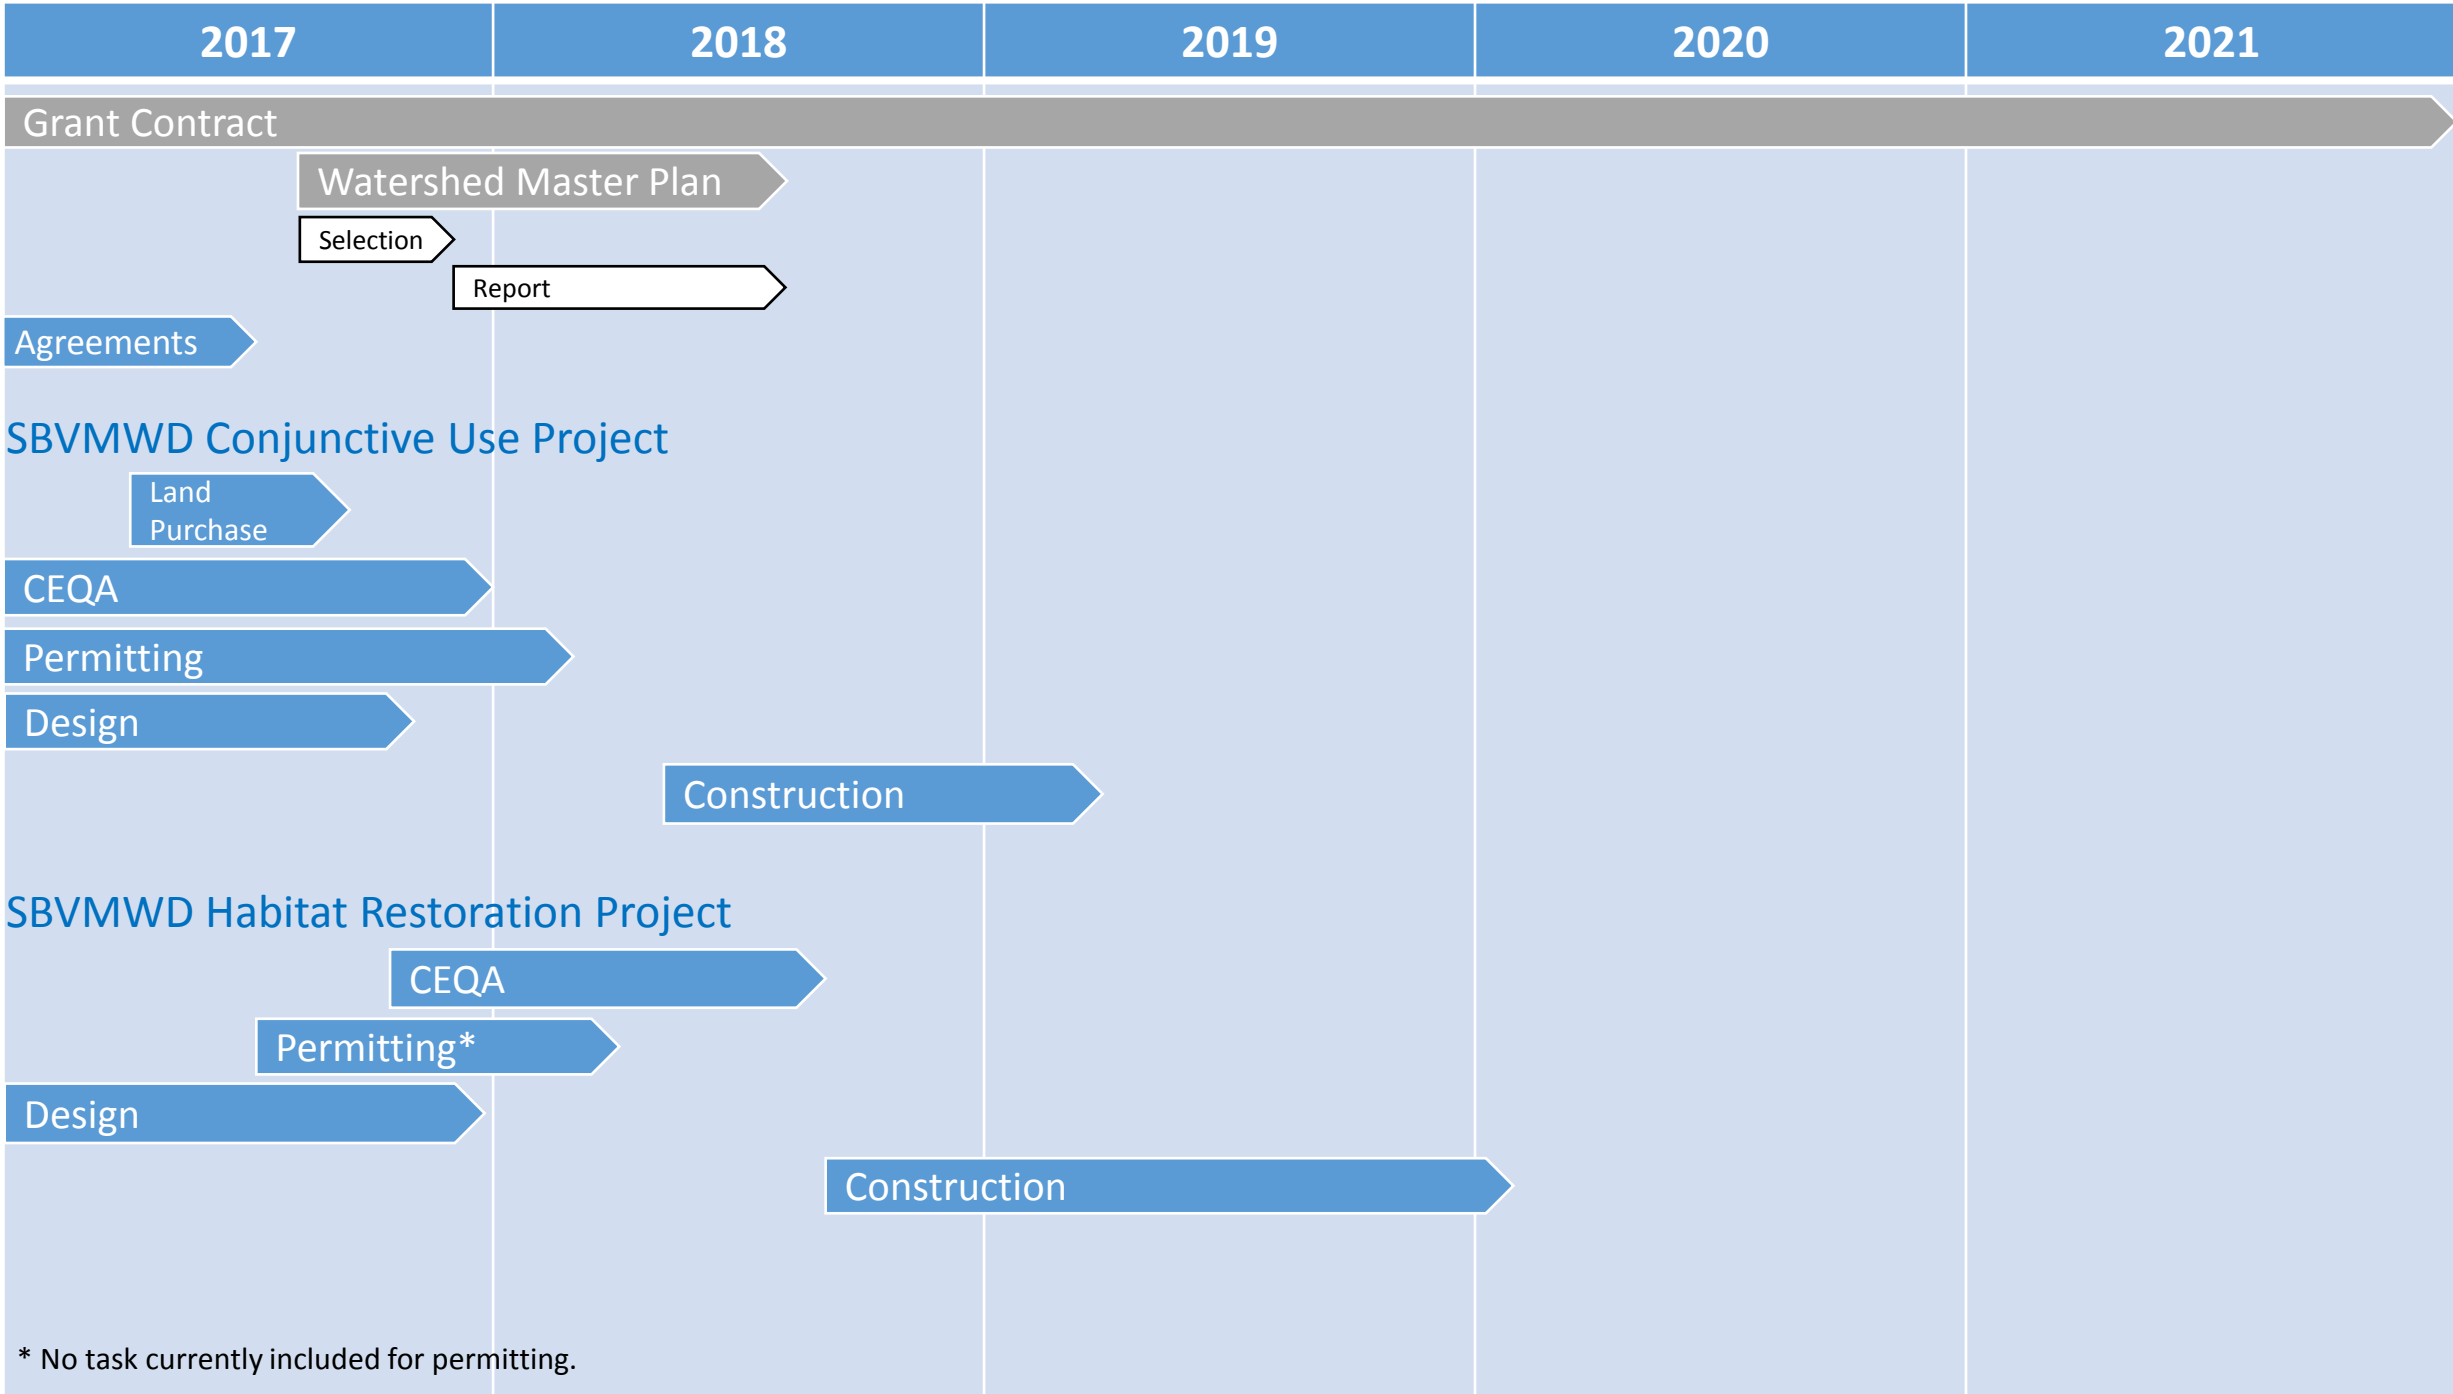 2017 2018 2019 2020 2021
Grant Contract
Watershed Master Plan
Selection
Report
Agreements
SBVMWD Conjunctive Use Project
Land
Purchase
CEQA
Permitting
Design
Construction
SBVMWD Habitat Restoration Project
CEQA
Permitting*
Design
Construction
* No task currently included for permitting.